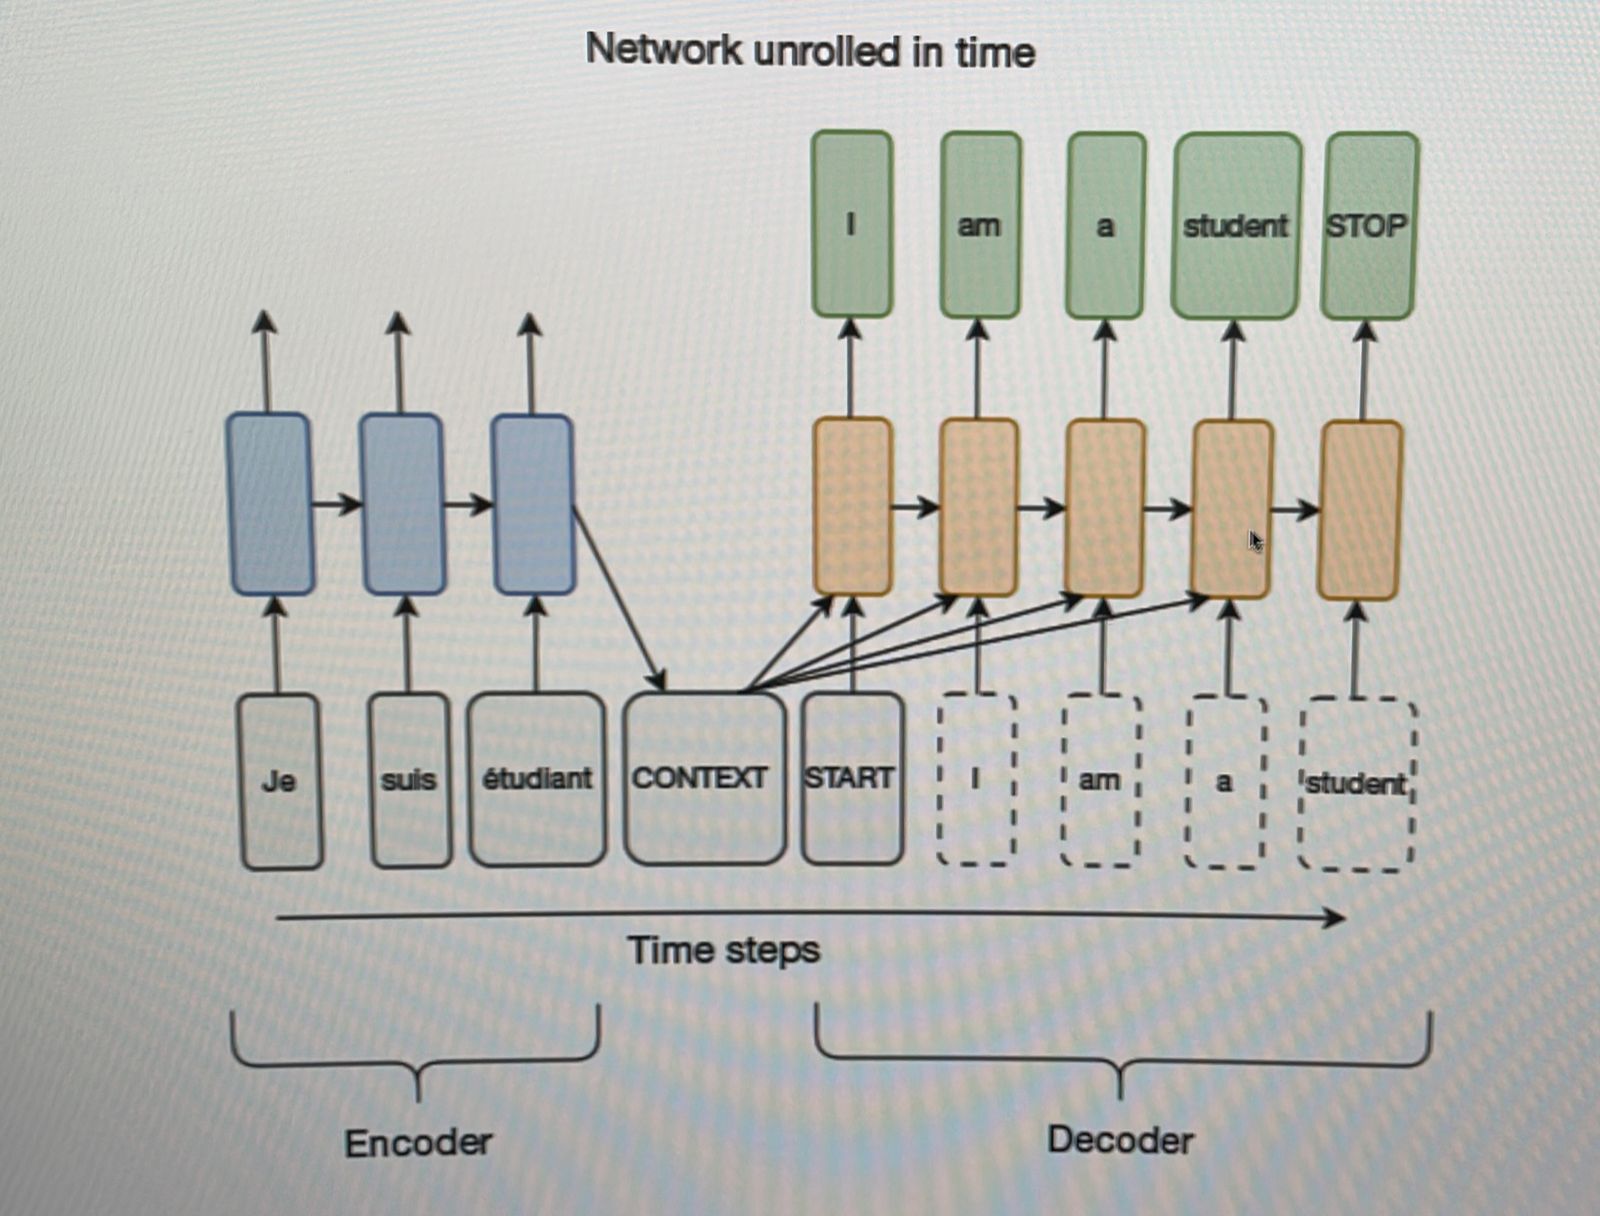 Network unrolled in time
I am a student STOP
Je suis étudiant CONTEXT START I am a student
Time steps
Encoder Decoder